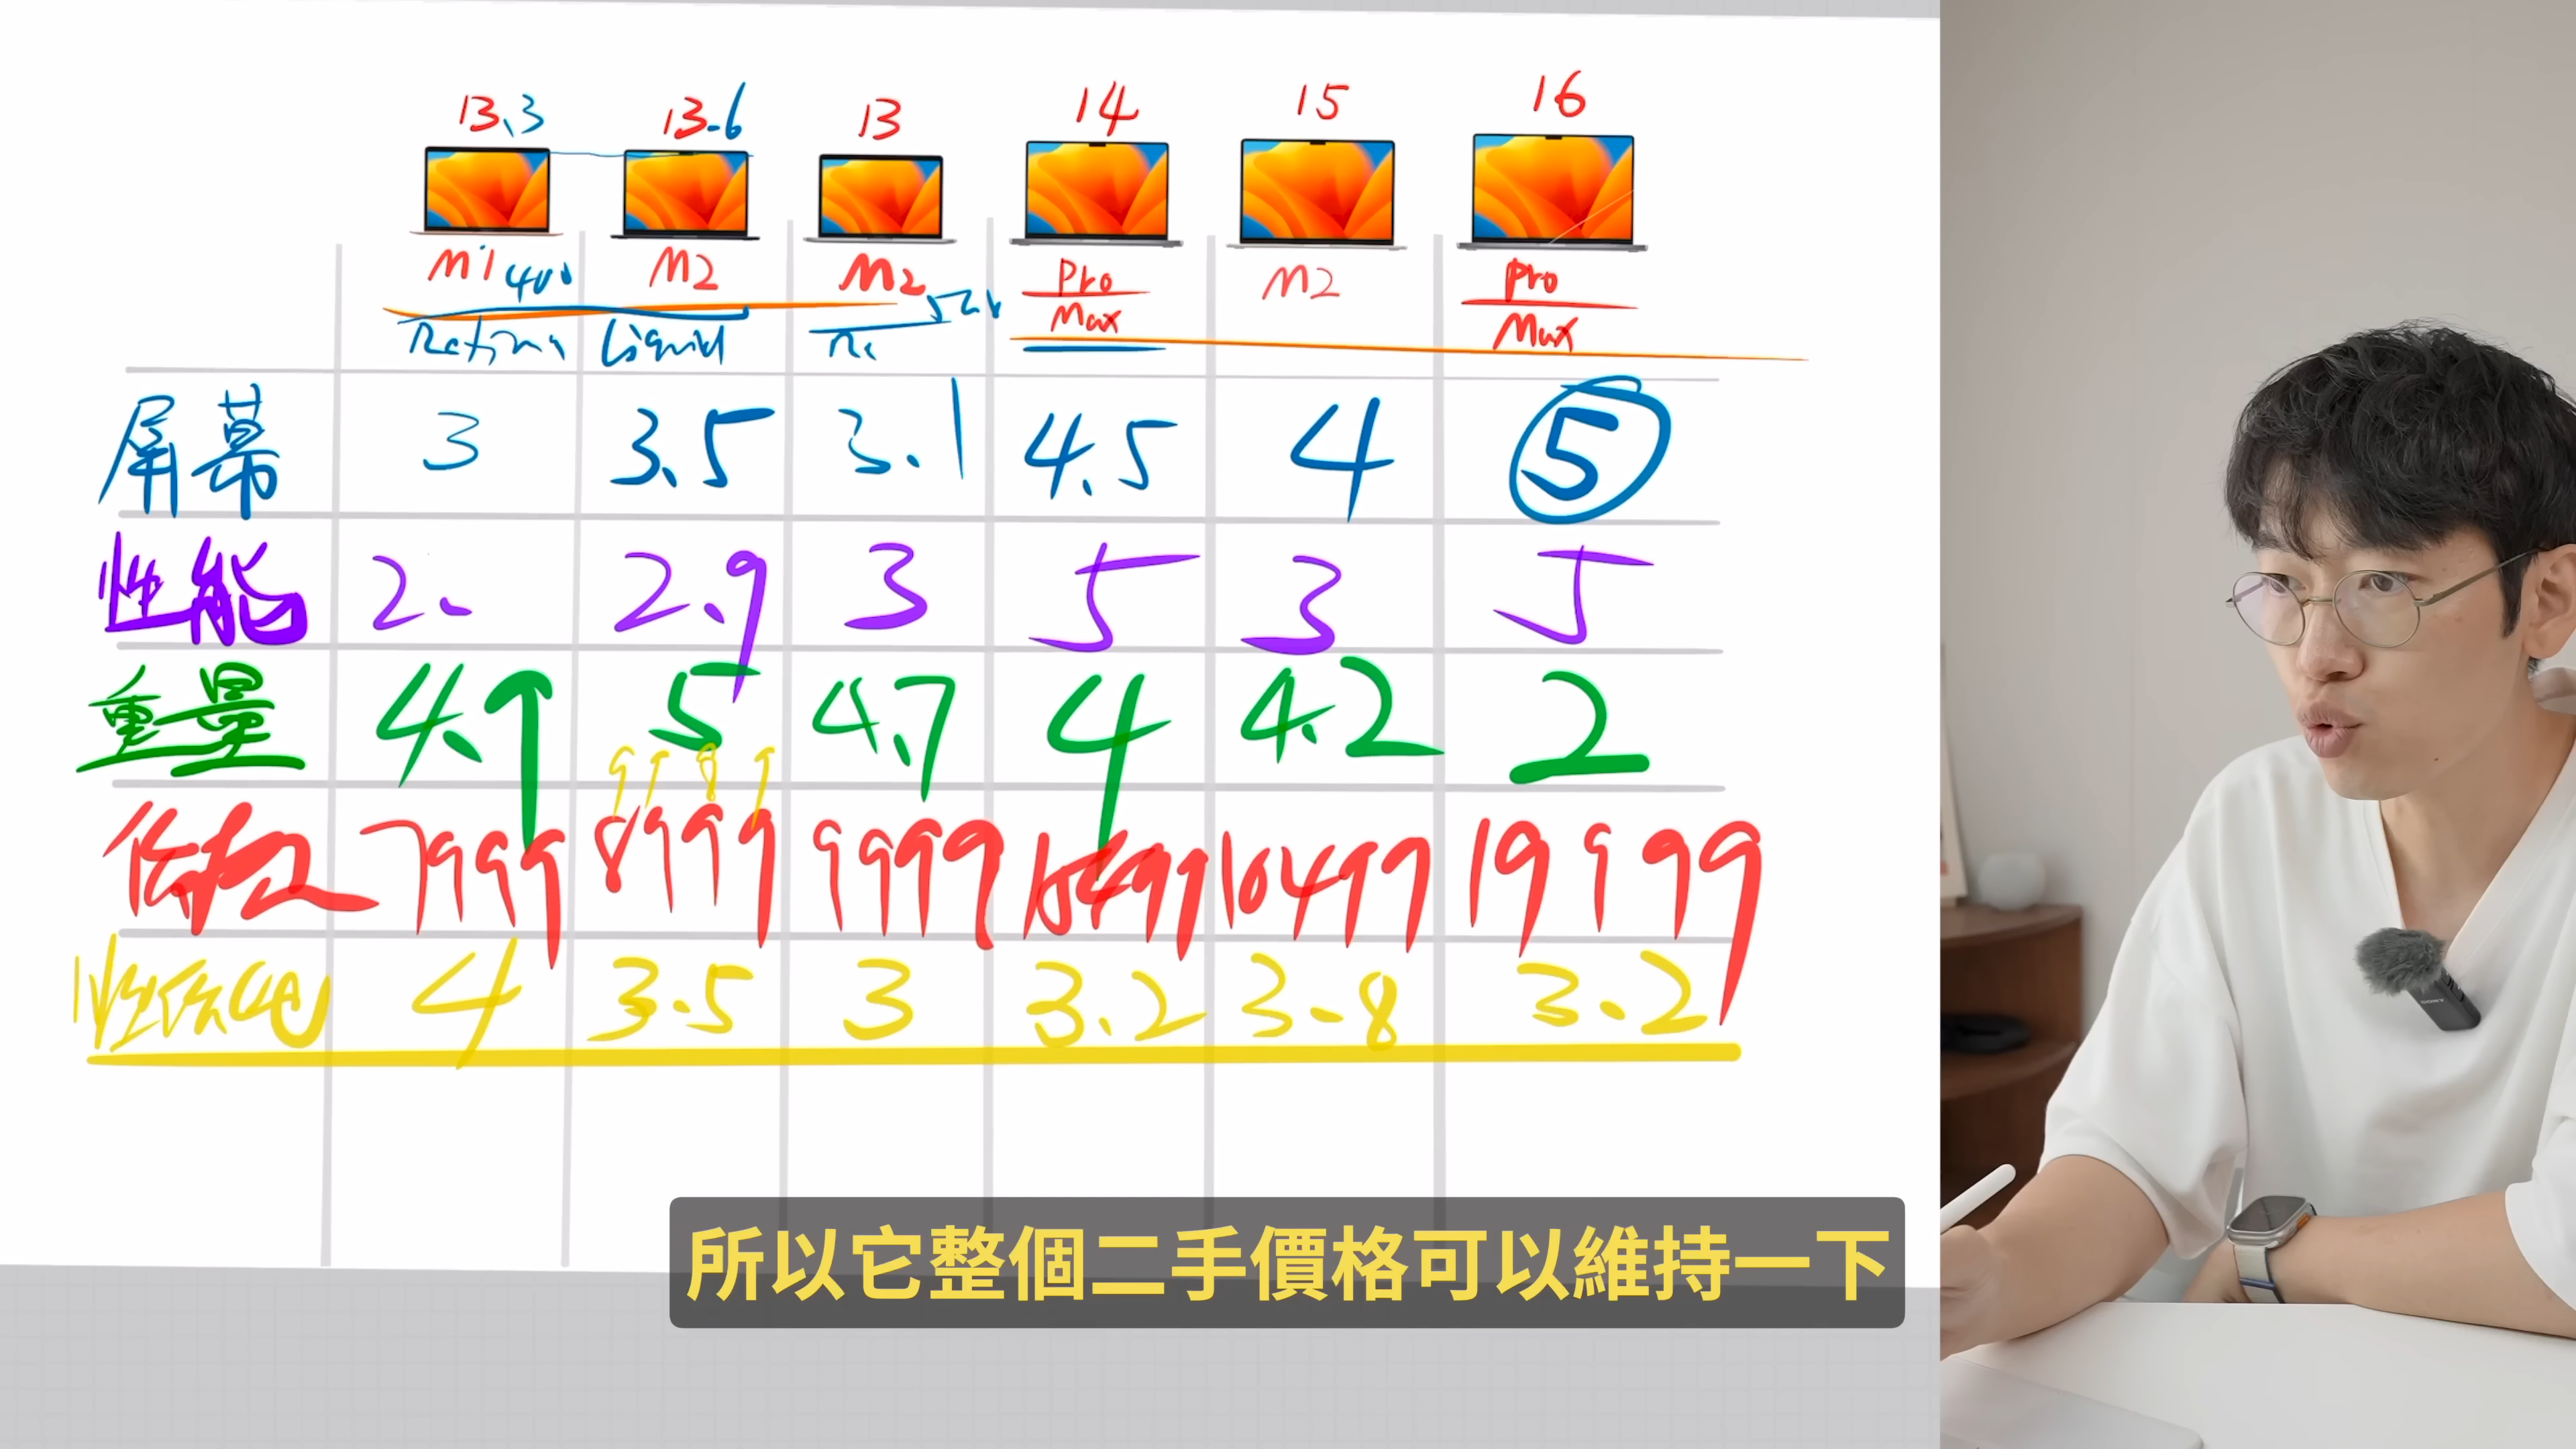 13.3 13.6 13 14 15 16
M1 M2 M2 Pro M2 Pro
400 Max Max
Retina Liquid
屏幕 3 3.5 3.1 4.5 4 5
性能 2. 2.9 3 5 3 5
重量 4.9 5 4.7 4 4.2 2
9989
价格 7999 8999 9999 10499 19999
性价比 4 3.5 3 3.2 3.8 3.2
所以它整個二手價格可以維持一下